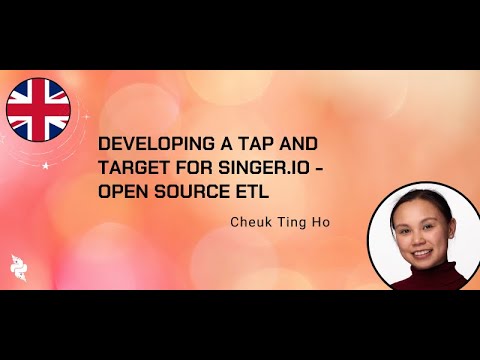 DEVELOPING A TAP AND
TARGET FOR SINGER.IO -
OPEN SOURCE ETL
Cheuk Ting Ho